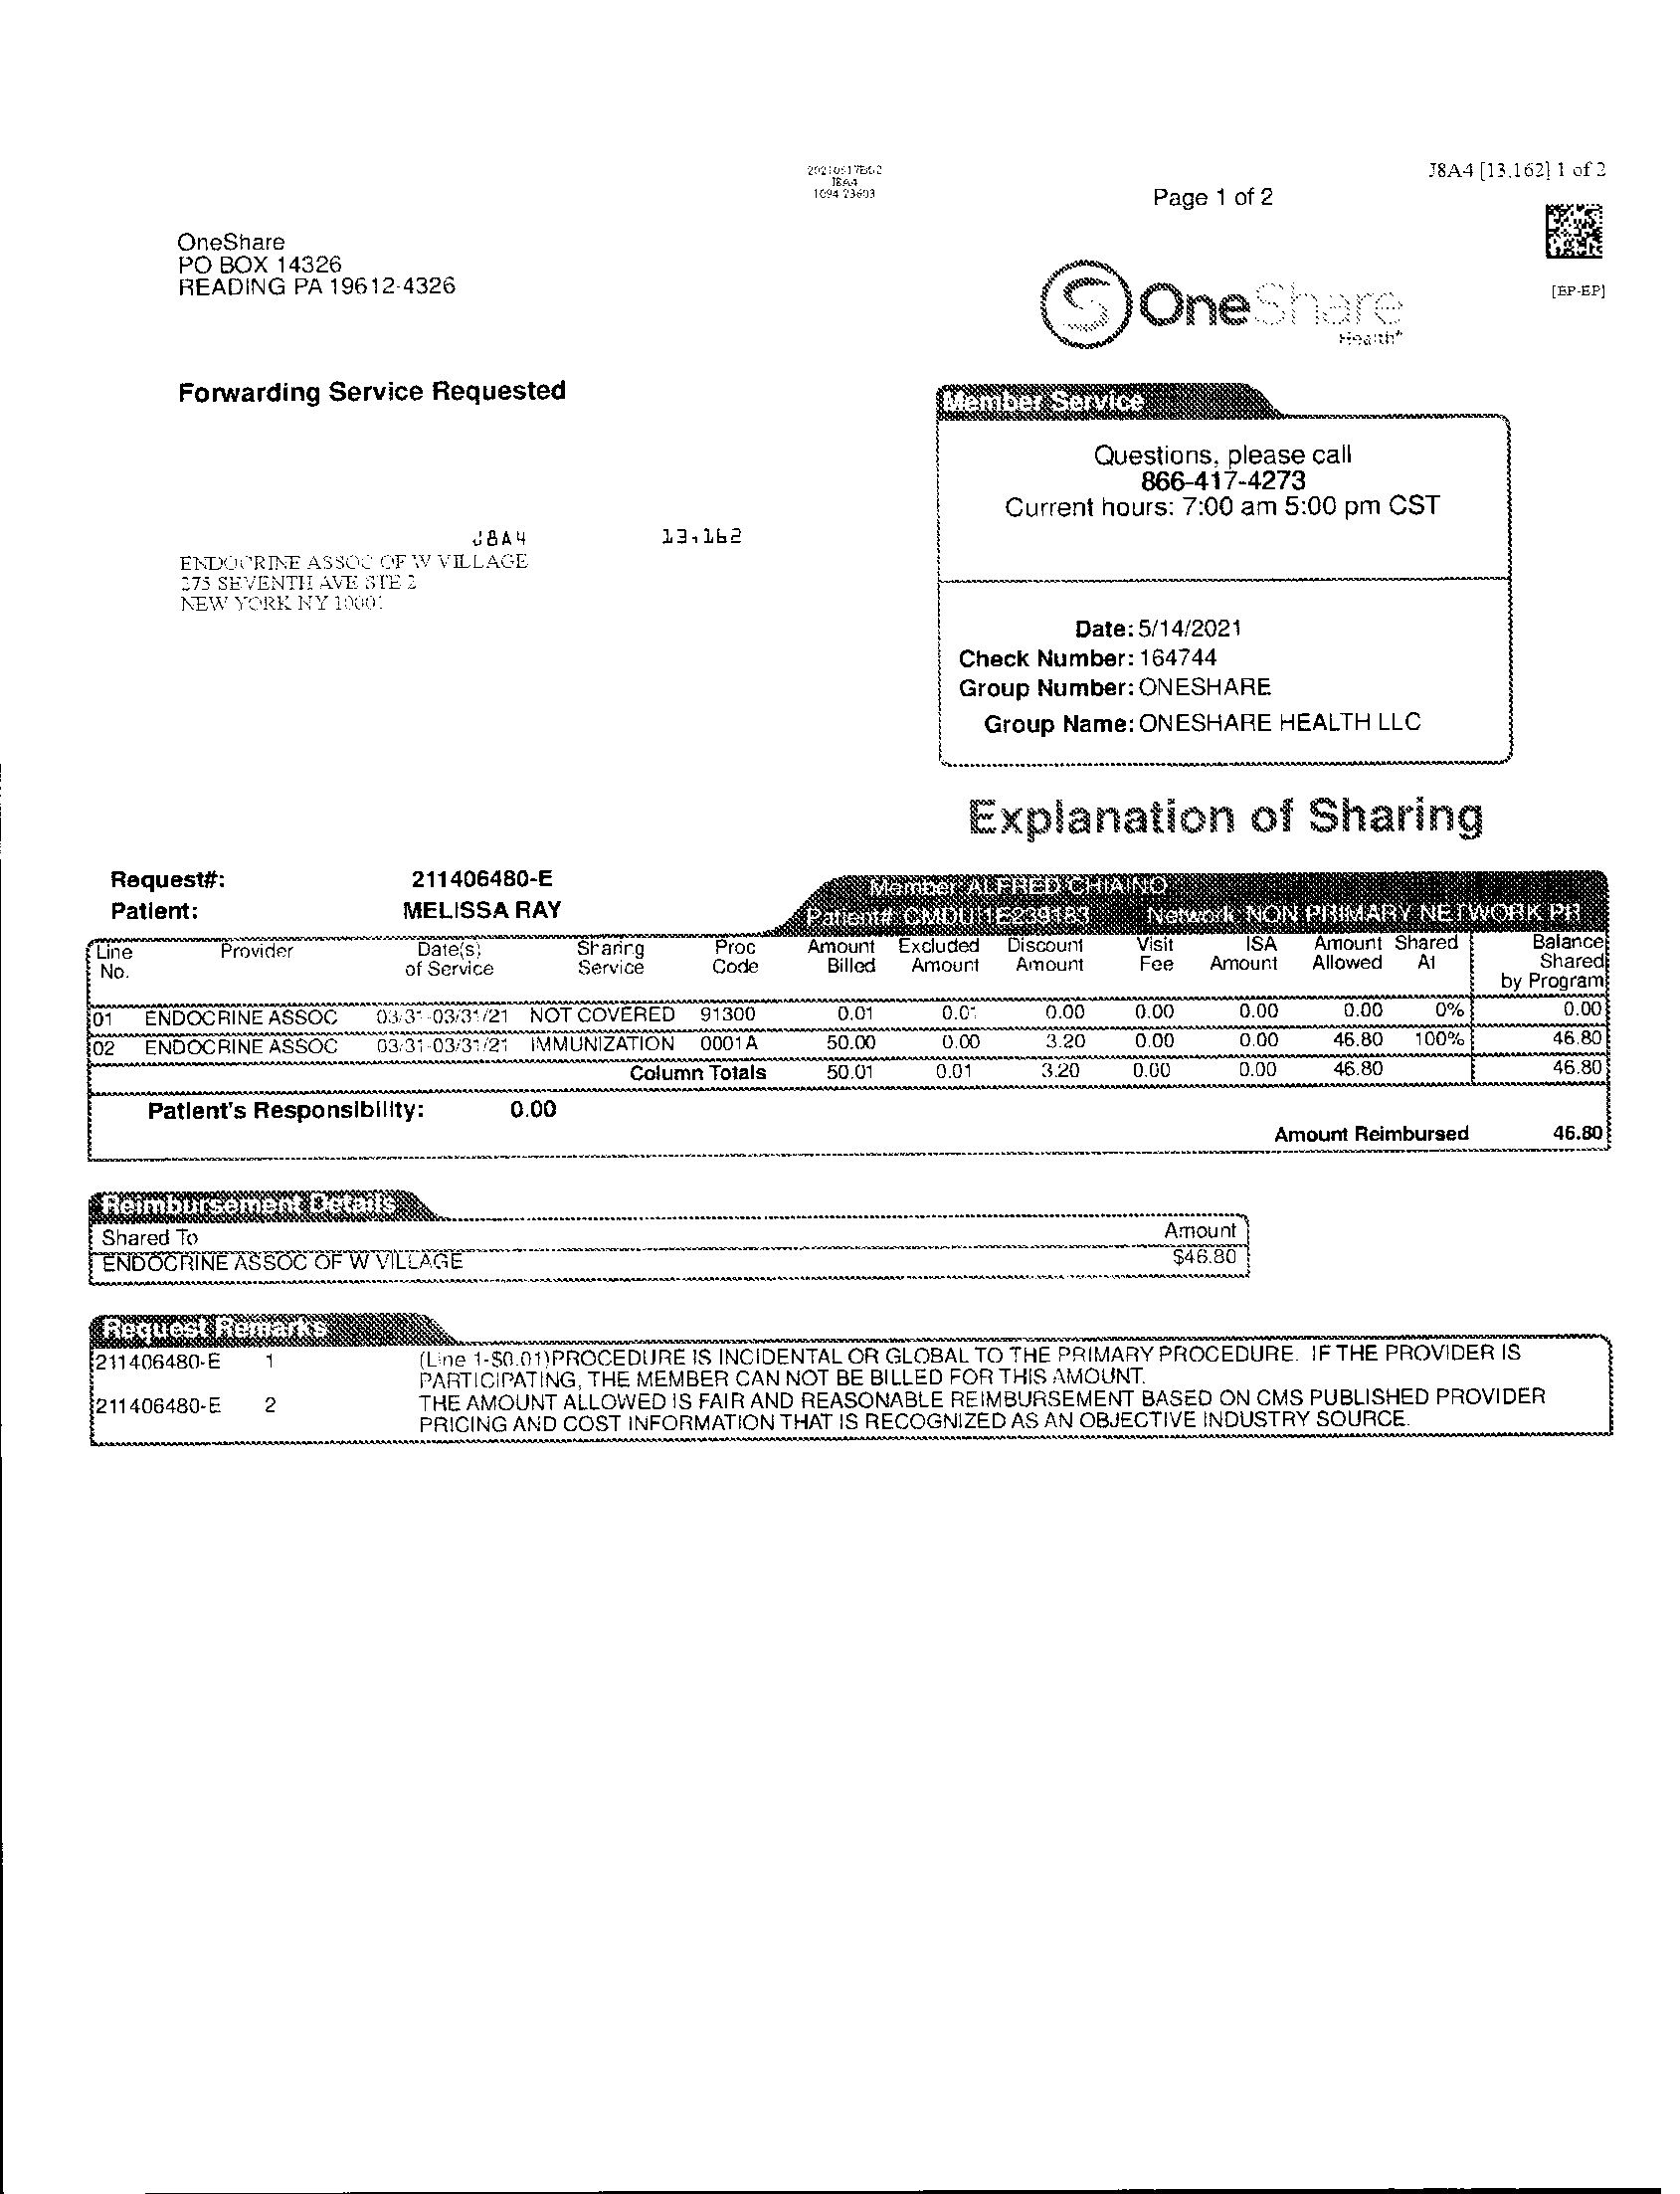 J8A4 [13,162] 1 of 2
J8A4
Page 1 of 2
OneShare
PO BOX 14326
READING PA 19612-4326
[EP-EP]
OneShare
Health
Forwarding Service Requested
Member Service
Questions, please call
866-417-4273
Current hours: 7:00 am 5:00 pm CST
J8A4 13,162
ENDOCRINE ASSOC OF W VILLAGE
275 SEVENTH AVE STE 2
NEW YORK NY 10001
Date: 5/14/2021
Check Number: 164744
Group Number: ONESHARE
Group Name: ONESHARE HEALTH LLC
Explanation of Sharing
Request#: 211406480-E
Patient: MELISSA RAY
Member ALFRED CHIAINO
Patient# CMDUI1E239183 Network NON PRIMARY NETWORK PR
Line No. Provider Date(s) of Service Sharing Service Proc Code Amount Billed Excluded Amount Discount Amount Visit Fee ISA Amount Amount Allowed Shared At Balance Shared by Program
01 ENDOCRINE ASSOC 03/31-03/31/21 NOT COVERED 91300 0.01 0.01 0.00 0.00 0.00 0.00 0% 0.00
02 ENDOCRINE ASSOC 03/31-03/31/21 IMMUNIZATION 0001A 50.00 0.00 3.20 0.00 0.00 46.80 100% 46.80
Column Totals 50.01 0.01 3.20 0.00 0.00 46.80 46.80
Patient's Responsibility: 0.00
Amount Reimbursed 46.80
Reimbursement Details
Shared To Amount
ENDOCRINE ASSOC OF W VILLAGE $46.80
Request Remarks
211406480-E 1 (Line 1-$0.01)PROCEDURE IS INCIDENTAL OR GLOBAL TO THE PRIMARY PROCEDURE. IF THE PROVIDER IS
PARTICIPATING, THE MEMBER CAN NOT BE BILLED FOR THIS AMOUNT.
211406480-E 2 THE AMOUNT ALLOWED IS FAIR AND REASONABLE REIMBURSEMENT BASED ON CMS PUBLISHED PROVIDER
PRICING AND COST INFORMATION THAT IS RECOGNIZED AS AN OBJECTIVE INDUSTRY SOURCE.